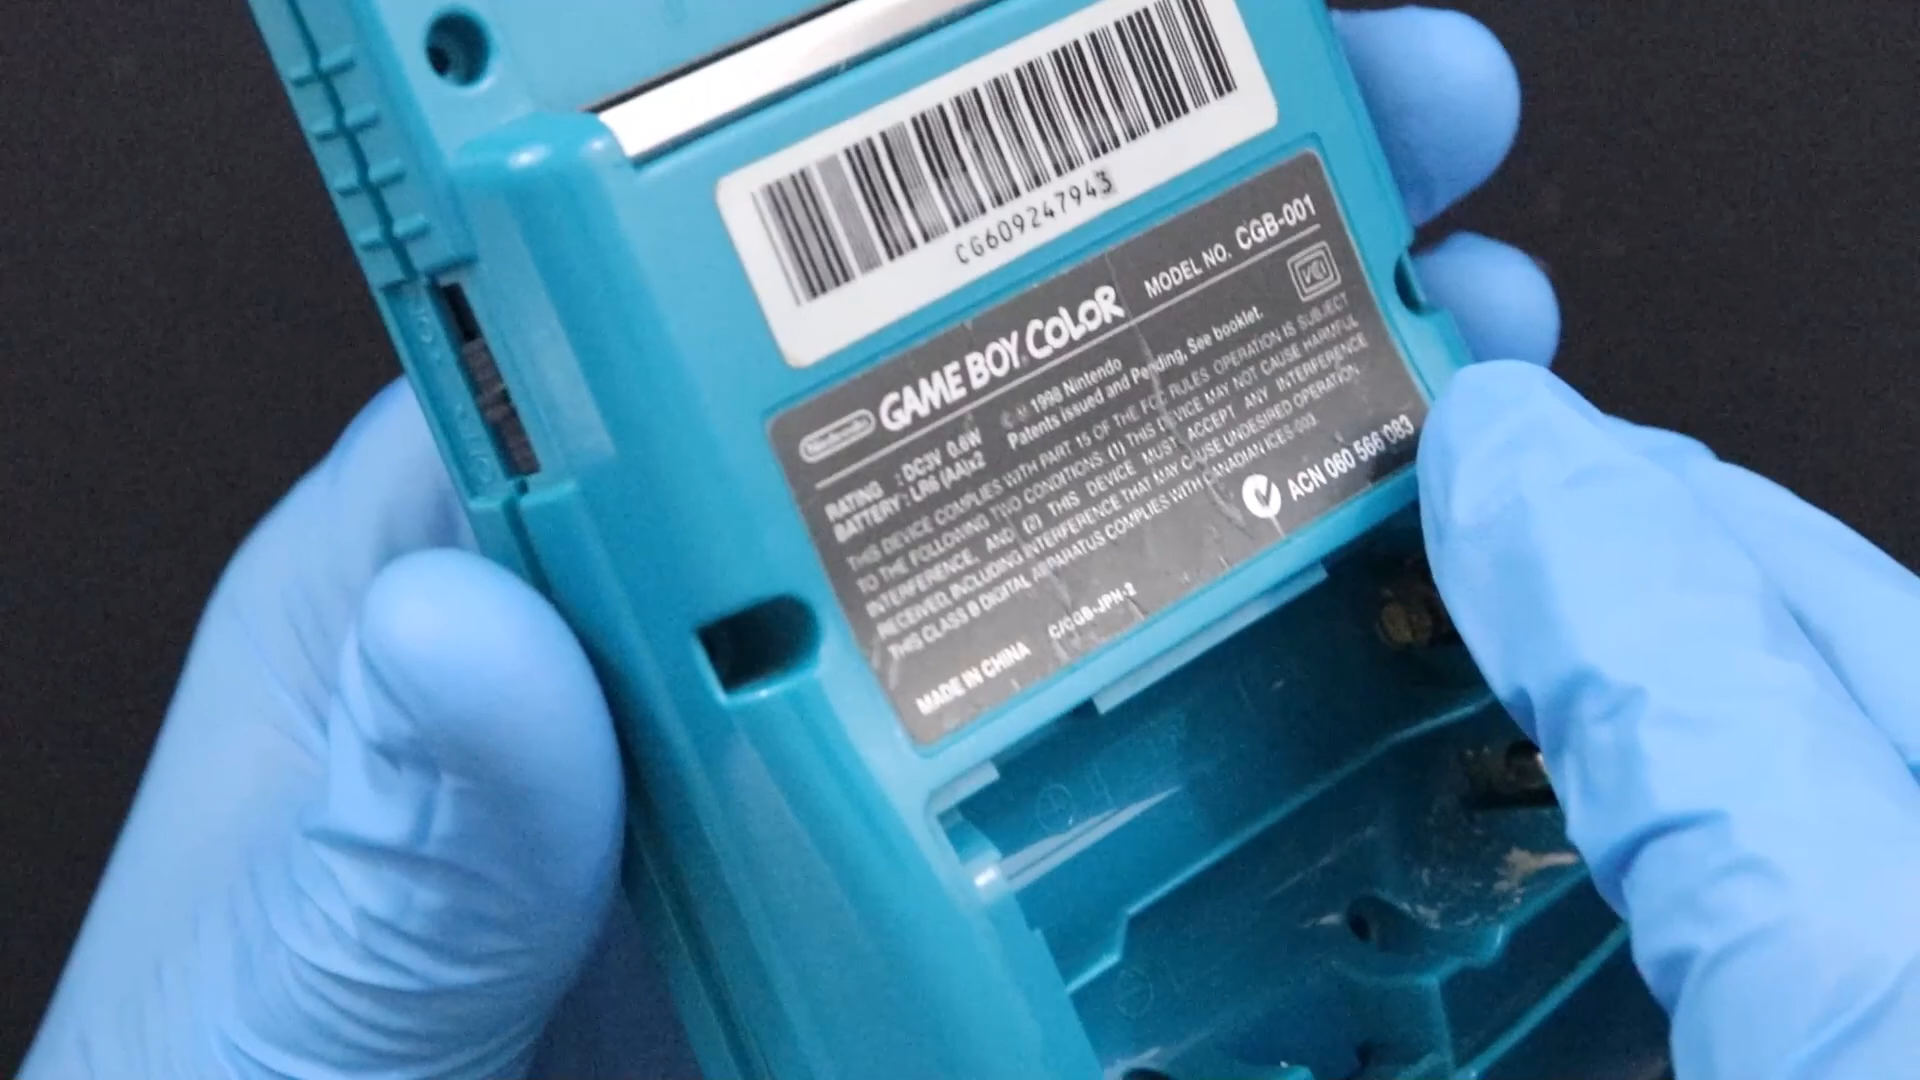 CG609247943
Nintendo GAME BOY COLOR MODEL NO. CGB-001
RATING : DC3V 0.6W
BATTERY : LR6 (AA)x2
1998 Nintendo
Patents issued and Pending, See booklet.
THIS DEVICE COMPLIES WITH PART 15 OF THE FCC RULES OPERATION IS SUBJECT
TO THE FOLLOWING TWO CONDITIONS. (1) THIS DEVICE MAY NOT CAUSE HARMFUL
INTERFERENCE, AND (2) THIS DEVICE MUST ACCEPT ANY INTERFERENCE
RECEIVED, INCLUDING INTERFERENCE THAT MAY CAUSE UNDESIRED OPERATION.
THIS CLASS B DIGITAL APPARATUS COMPLIES WITH CANADIAN ICES-003
ACN 060 566 083
MADE IN CHINA C/CGB-JPN-2